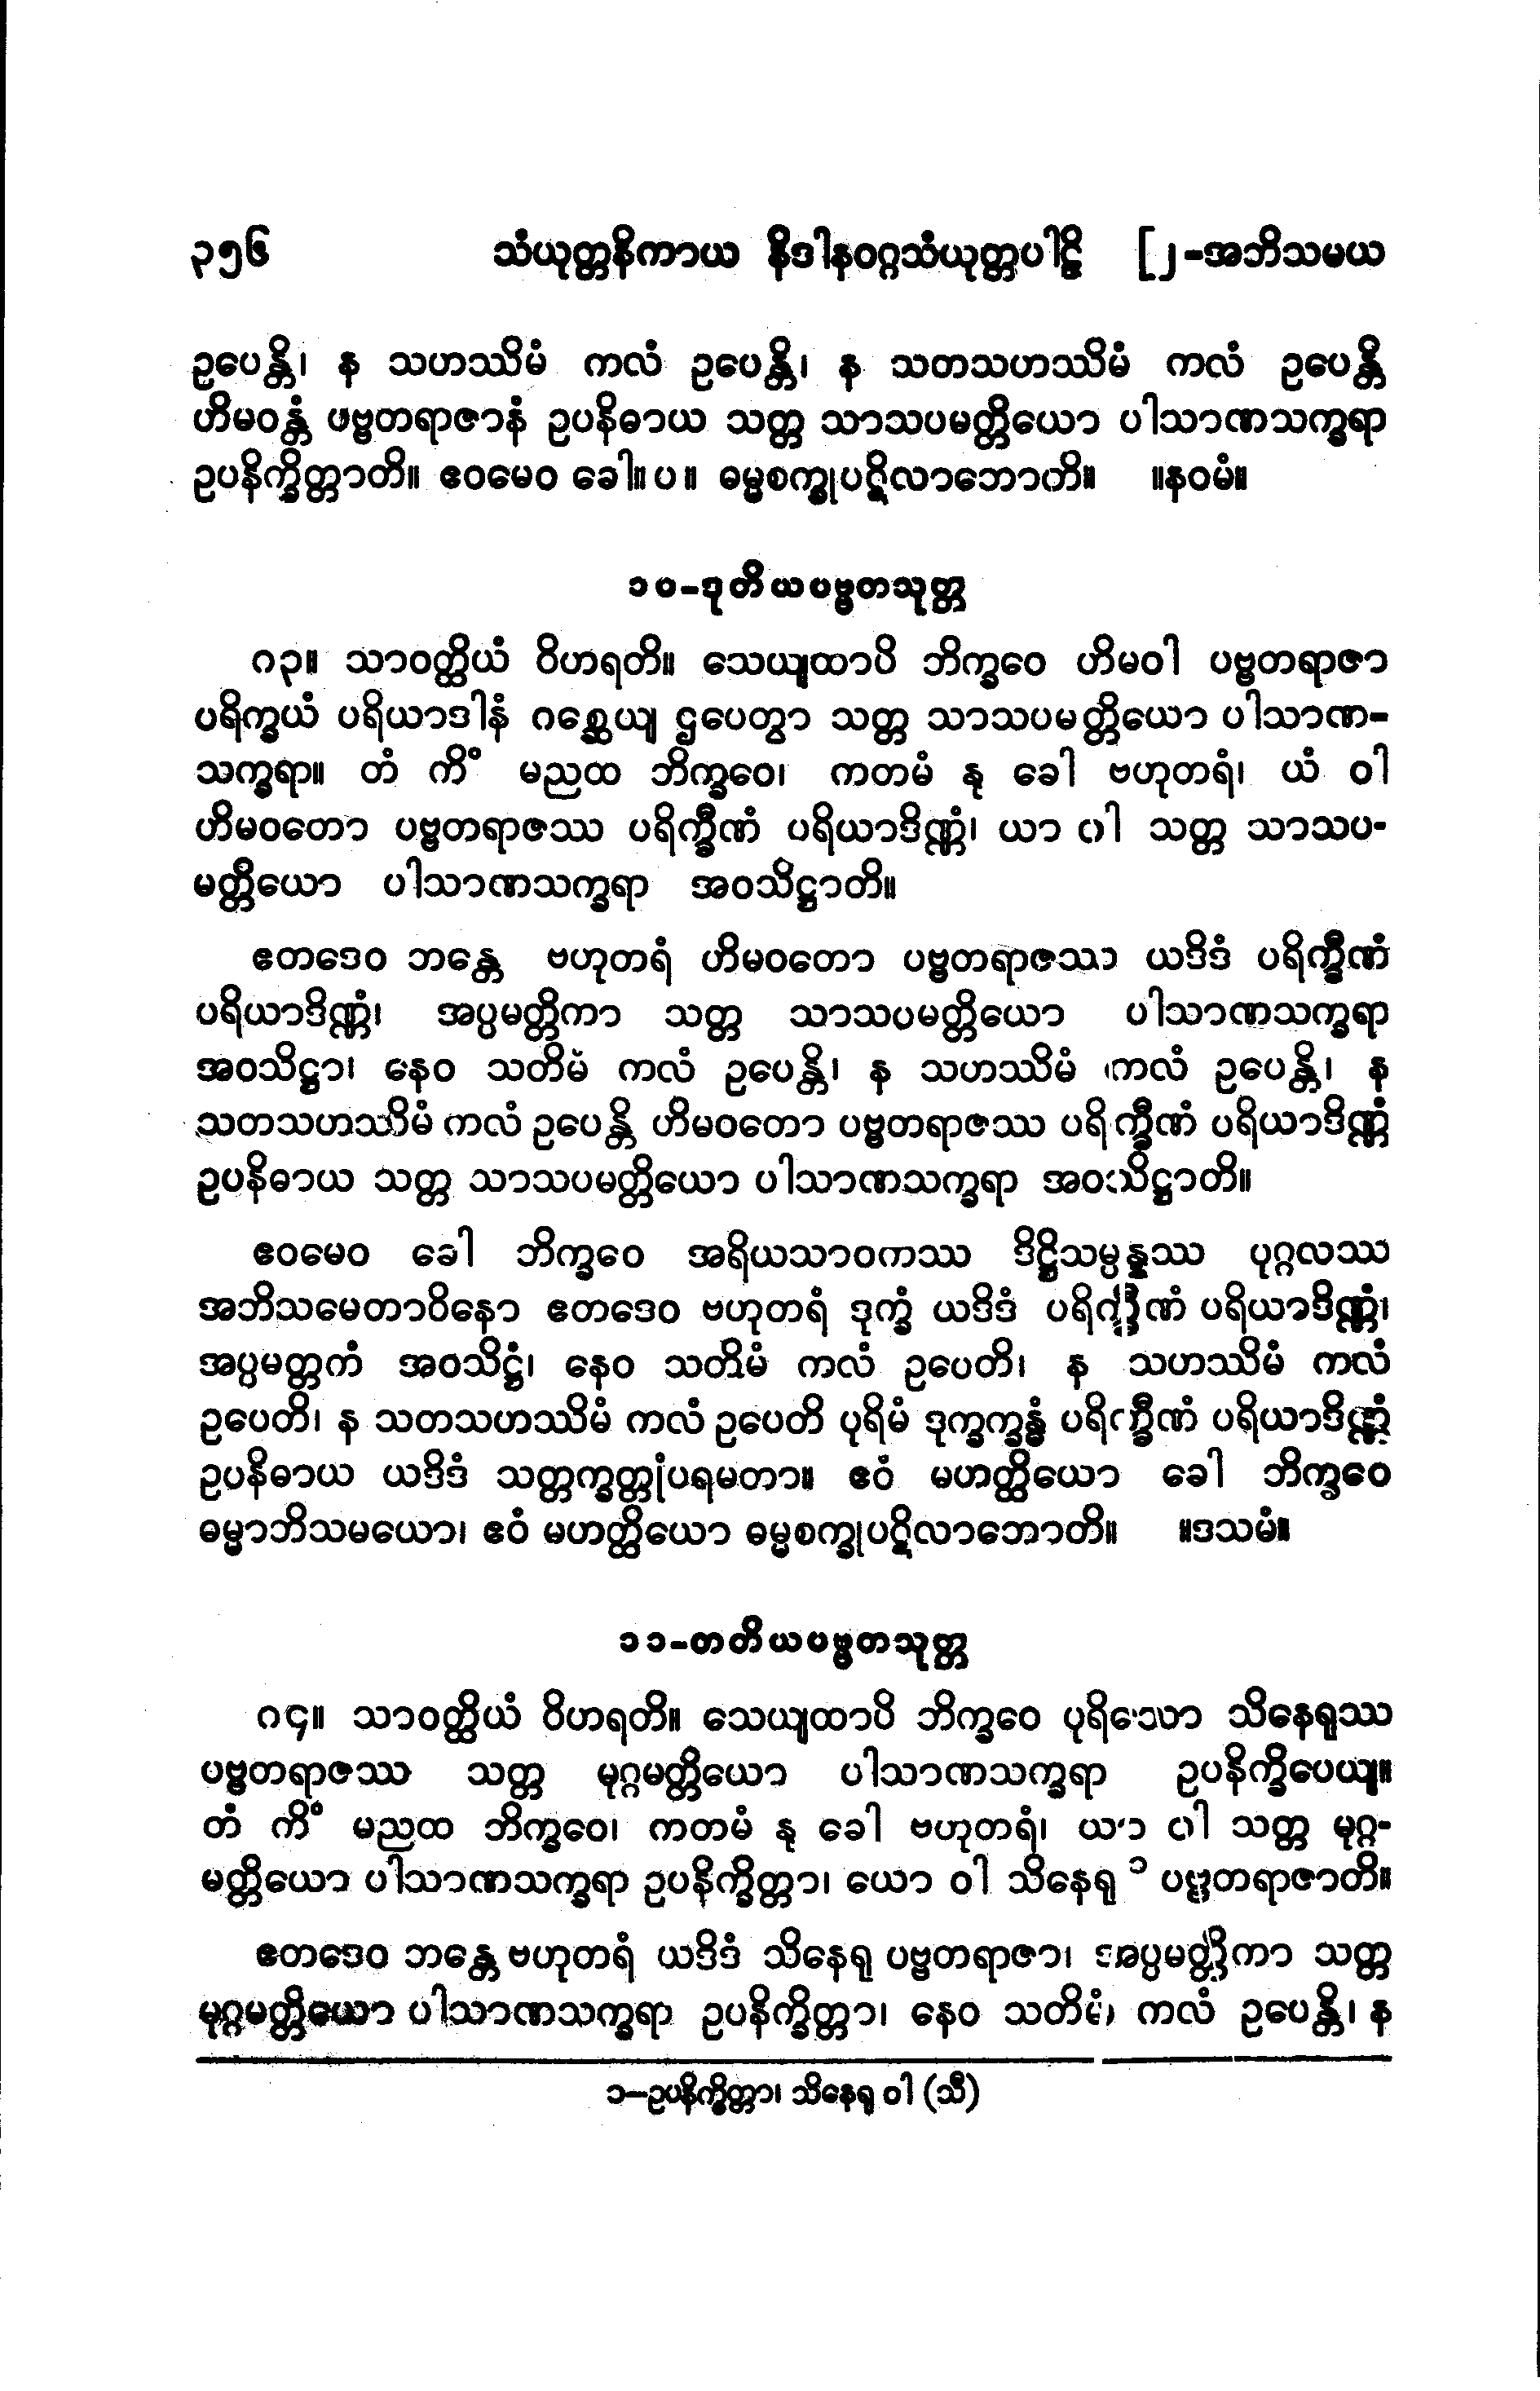 ၃၅၆ သံယုတ္တနိကာယ နိဒါနဝဂ္ဂသံယုတ္တပါဠိ [၂-အဘိသမယ
ဥပေန္တိ၊ န သဟဿိမံ ကလံ ဥပေန္တိ၊ န သတသဟဿိမံ ကလံ ဥပေန္တိ
ဟိမဝန္တံ ပဗ္ဗတရာဇာနံ ဥပနိဓာယ သတ္တ သာသပမတ္တိယော ပါသာဏသက္ခရာ
ဥပနိက္ခိတ္တာတိ။ ဧဝမေဝ ခေါ။ပ။ ဓမ္မစက္ခုပဋိလာဘောတိ။ ။နဝမံ။
၁၀-ဒုတိယပဗ္ဗတသုတ္တ
ဂ၃။ သာဝတ္ထိယံ ဝိဟရတိ။ သေယျထာပိ ဘိက္ခဝေ ဟိမဝါ ပဗ္ဗတရာဇာ
ပရိက္ခယံ ပရိယာဒါနံ ဂစ္ဆေယျ ဌပေတွာ သတ္တ သာသပမတ္တိယော ပါသာဏ-
သက္ခရာ။ တံ ကိံ မညထ ဘိက္ခဝေ၊ ကတမံ နု ခေါ ဗဟုတရံ၊ ယံ ဝါ
ဟိမဝတော ပဗ္ဗတရာဇဿ ပရိက္ခီဏံ ပရိယာဒိဏ္ဏံ၊ ယာ ဝါ သတ္တ သာသပ-
မတ္တိယော ပါသာဏသက္ခရာ အဝသိဋ္ဌာတိ။
ဧတဒေဝ ဘန္တေ ဗဟုတရံ ဟိမဝတော ပဗ္ဗတရာဇဿ ယဒိဒံ ပရိက္ခီဏံ
ပရိယာဒိဏ္ဏံ၊ အပ္ပမတ္တိကာ သတ္တ သာသပမတ္တိယော ပါသာဏသက္ခရာ
အဝသိဋ္ဌာ၊ နေဝ သတိမံ ကလံ ဥပေန္တိ၊ န သဟဿိမံ ကလံ ဥပေန္တိ၊ န
သတသဟဿိမံ ကလံ ဥပေန္တိ ဟိမဝတော ပဗ္ဗတရာဇဿ ပရိက္ခီဏံ ပရိယာဒိဏ္ဏံ
ဥပနိဓာယ သတ္တ သာသပမတ္တိယော ပါသာဏသက္ခရာ အဝသိဋ္ဌာတိ။
ဧဝမေဝ ခေါ ဘိက္ခဝေ အရိယသာဝကဿ ဒိဋ္ဌိသမ္ပန္နဿ ပုဂ္ဂလဿ
အဘိသမေတာဝိနော ဧတဒေဝ ဗဟုတရံ ဒုက္ခံ ယဒိဒံ ပရိက္ခီဏံ ပရိယာဒိဏ္ဏံ၊
အပ္ပမတ္တကံ အဝသိဋ္ဌံ၊ နေဝ သတိမံ ကလံ ဥပေတိ၊ န သဟဿိမံ ကလံ
ဥပေတိ၊ န သတသဟဿိမံ ကလံ ဥပေတိ ပုရိမံ ဒုက္ခက္ခန္ဓံ ပရိက္ခီဏံ ပရိယာဒိဏ္ဏံ
ဥပနိဓာယ ယဒိဒံ သတ္တက္ခတ္တုံပရမတာ။ ဧဝံ မဟတ္ထိယော ခေါ ဘိက္ခဝေ
ဓမ္မာဘိသမယော၊ ဧဝံ မဟတ္ထိယော ဓမ္မစက္ခုပဋိလာဘောတိ။ ။ဒသမံ။
၁၁-တတိယပဗ္ဗတသုတ္တ
ဂ၄။ သာဝတ္ထိယံ ဝိဟရတိ။ သေယျထာပိ ဘိက္ခဝေ ပုရိသော သိနေရုဿ
ပဗ္ဗတရာဇဿ သတ္တ မုဂ္ဂမတ္တိယော ပါသာဏသက္ခရာ ဥပနိက္ခိပေယျ။
တံ ကိံ မညထ ဘိက္ခဝေ၊ ကတမံ နု ခေါ ဗဟုတရံ၊ ယာ ဝါ သတ္တ မုဂ္ဂ-
မတ္တိယော ပါသာဏသက္ခရာ ဥပနိက္ခိတ္တာ၊ ယော ဝါ သိနေရု ၁ ပဗ္ဗတရာဇာတိ။
ဧတဒေဝ ဘန္တေ ဗဟုတရံ ယဒိဒံ သိနေရု ပဗ္ဗတရာဇာ၊ အပ္ပမတ္တိကာ သတ္တ
မုဂ္ဂမတ္တိယော ပါသာဏသက္ခရာ ဥပနိက္ခိတ္တာ၊ နေဝ သတိမံ ကလံ ဥပေန္တိ၊ န
၁-ဥပနိက္ခိတ္တာ၊ သိနေရု ဝါ (သီ)